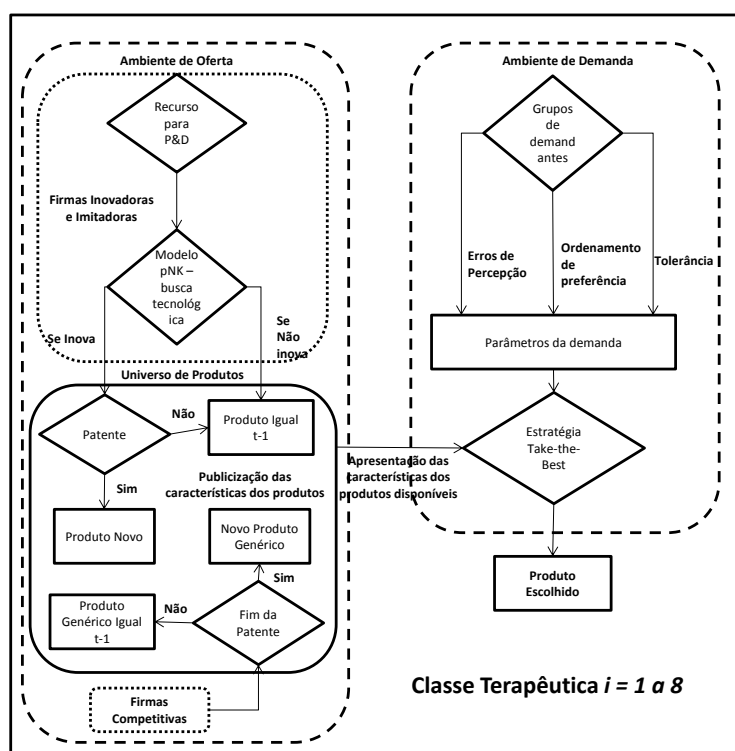 Ambiente de Oferta
Recurso
para
P&D
Firmas Inovadoras
e Imitadoras
Modelo
pNK –
busca
tecnológ
ica
Se Inova
Se
Não
inova
Universo de Produtos
Patente
Não
Produto Igual
t-1
Sim
Publicização das
características dos produtos
Produto Novo
Novo Produto
Genérico
Sim
Produto
Genérico Igual
t-1
Não
Fim da
Patente
Firmas
Competitivas
Apresentação das
características dos
produtos disponíveis
Ambiente de Demanda
Grupos
de
demand
antes
Erros de
Percepção
Ordenamento
de
preferência
Tolerância
Parâmetros da demanda
Estratégia
Take-the-
Best
Produto
Escolhido
Classe Terapêutica i = 1 a 8